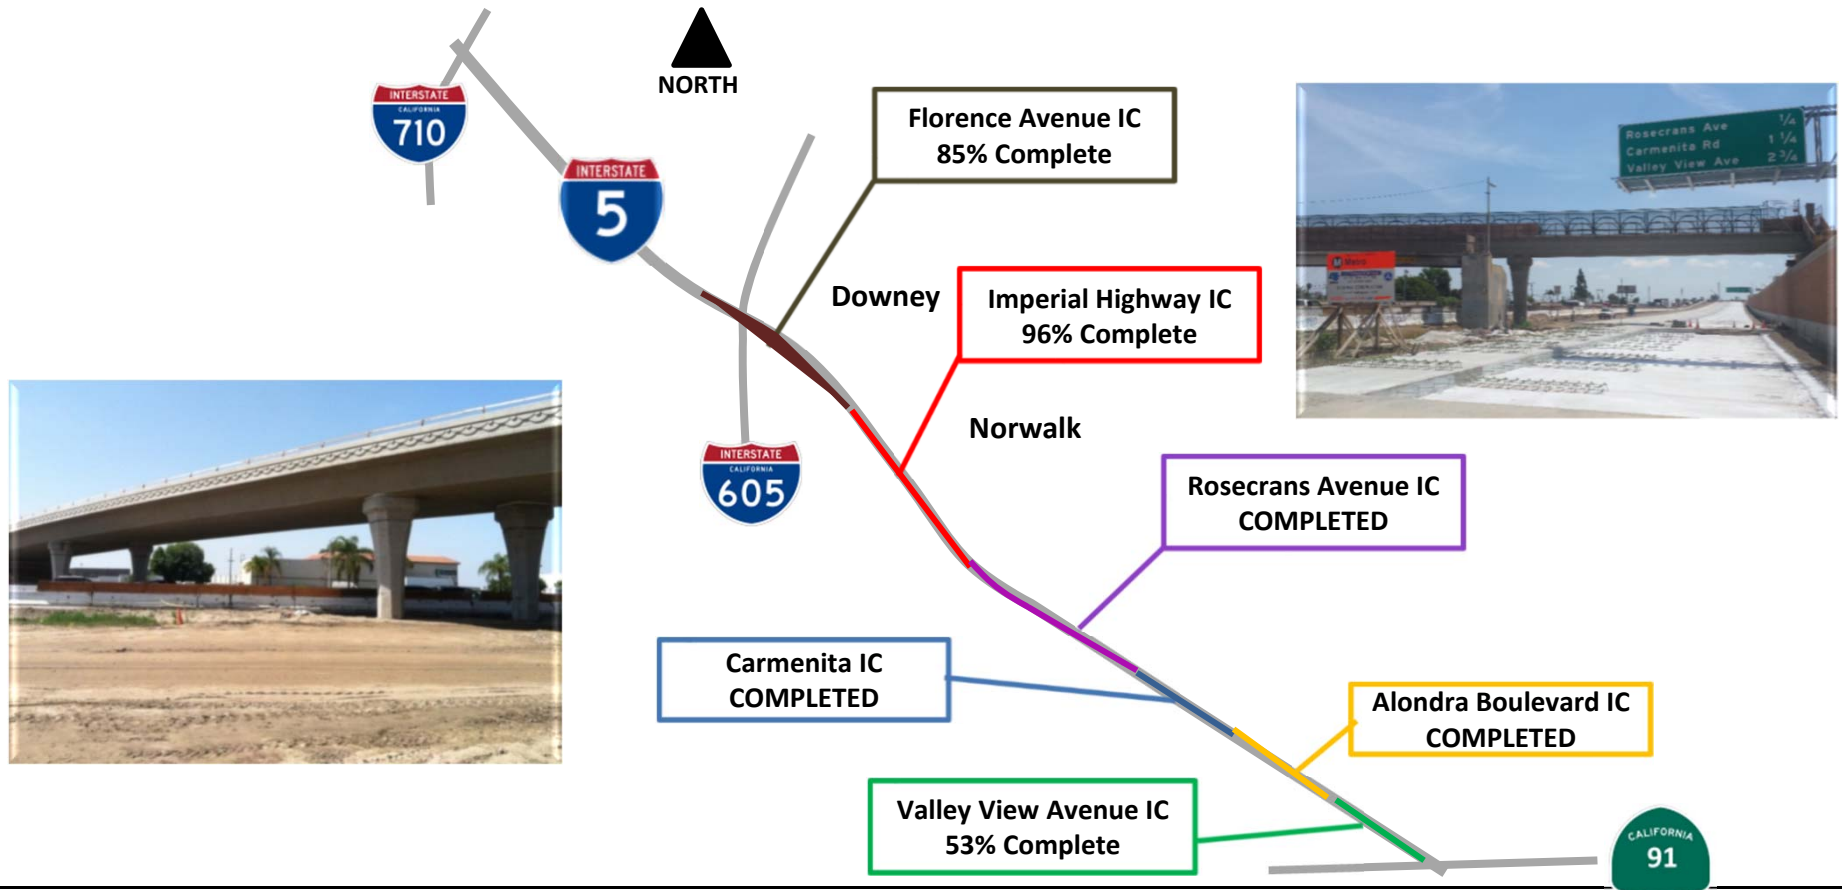 NORTH
INTERSTATE
CALIFORNIA
710
INTERSTATE
5
Florence Avenue IC
85% Complete
Rosecrans Ave 1/4
Carmenita Rd 1 1/4
Valley View Ave 2 3/4
Metro
Downey
Imperial Highway IC
96% Complete
Norwalk
INTERSTATE
CALIFORNIA
605
Rosecrans Avenue IC
COMPLETED
Carmenita IC
COMPLETED
Alondra Boulevard IC
COMPLETED
Valley View Avenue IC
53% Complete
CALIFORNIA
91